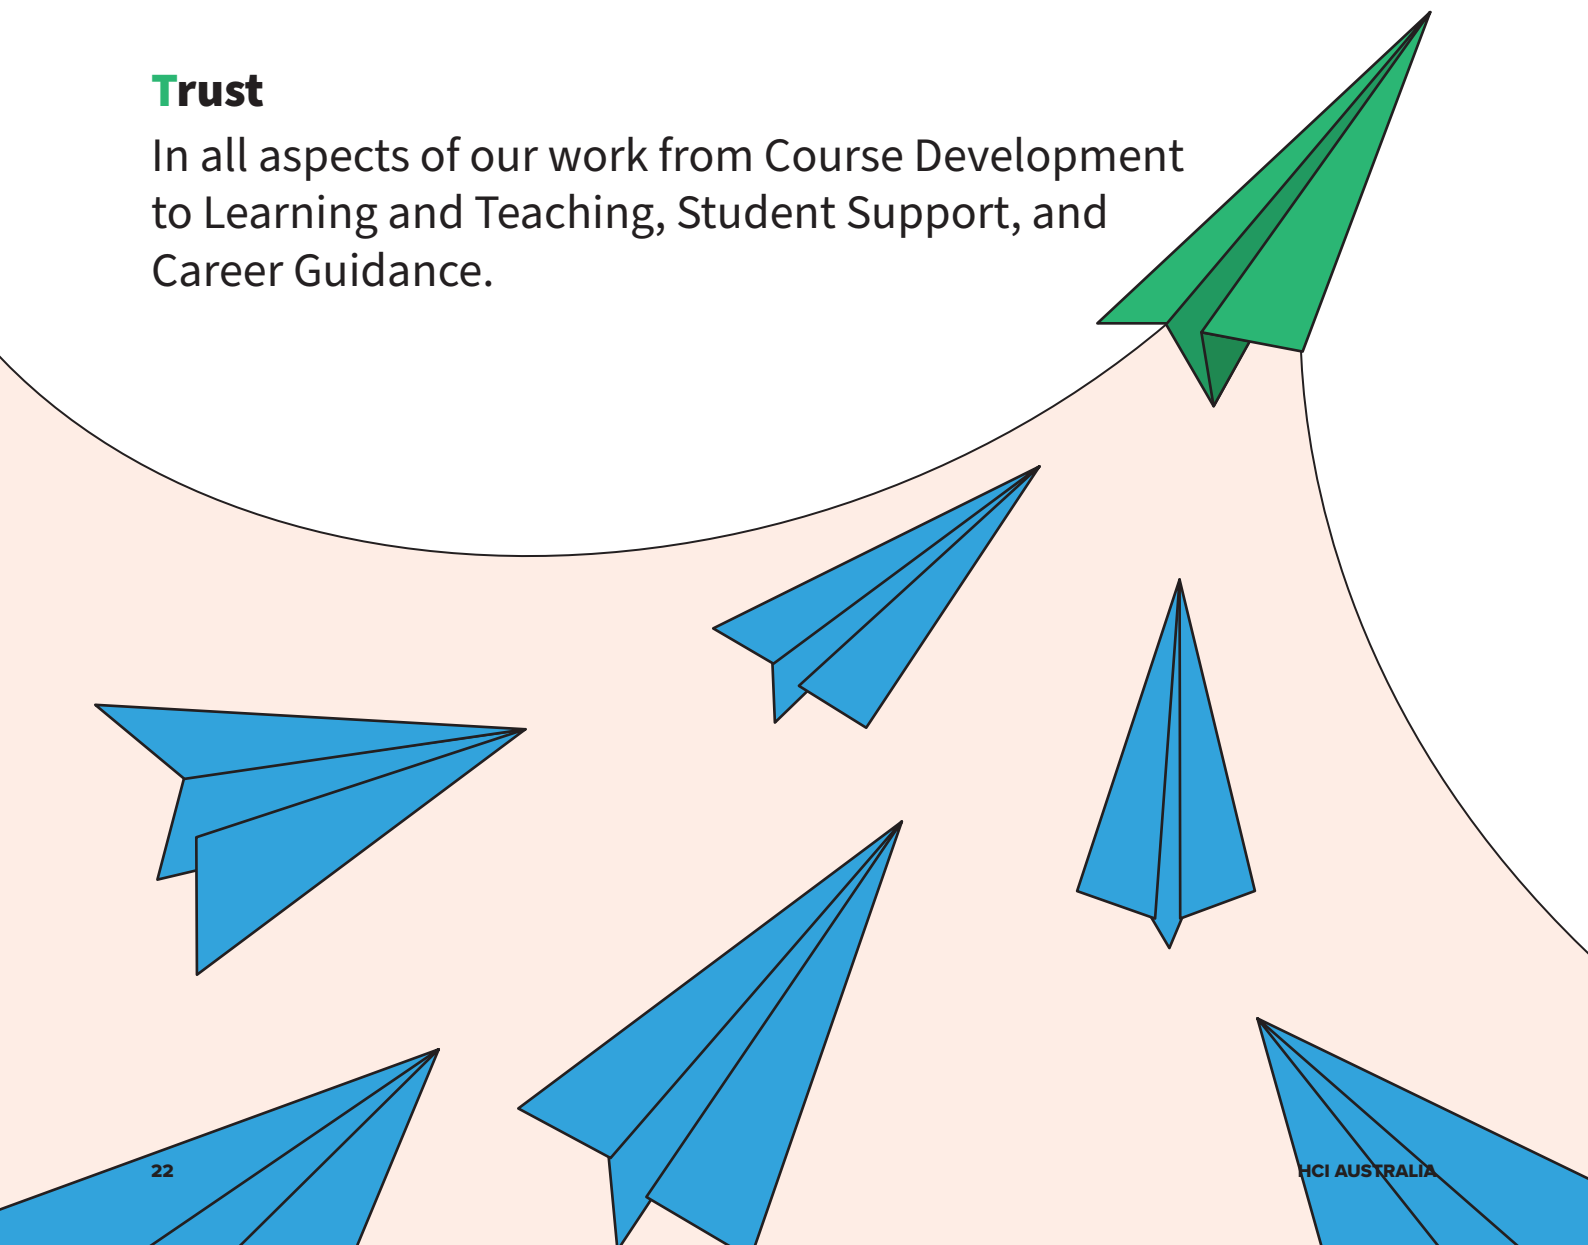 Trust
In all aspects of our work from Course Development
to Learning and Teaching, Student Support, and
Career Guidance.
22
HCI AUSTRALIA